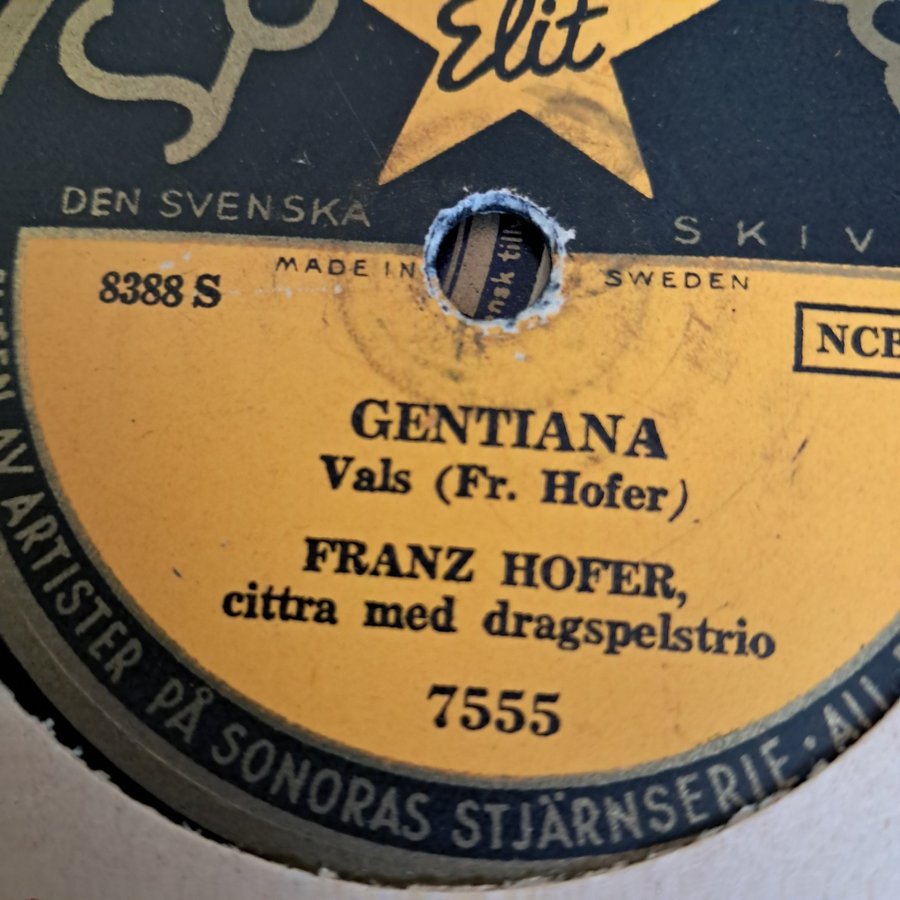 Elit
DEN SVENSKA
SKIV
MADE IN
SWEDEN
8388 S
NCB
GENTIANA
Vals (Fr. Hofer)
FRANZ HOFER,
cittra med dragspelstrio
7555
AV ARTISTER PÅ SONORAS STJÄRNSERIE · ALL